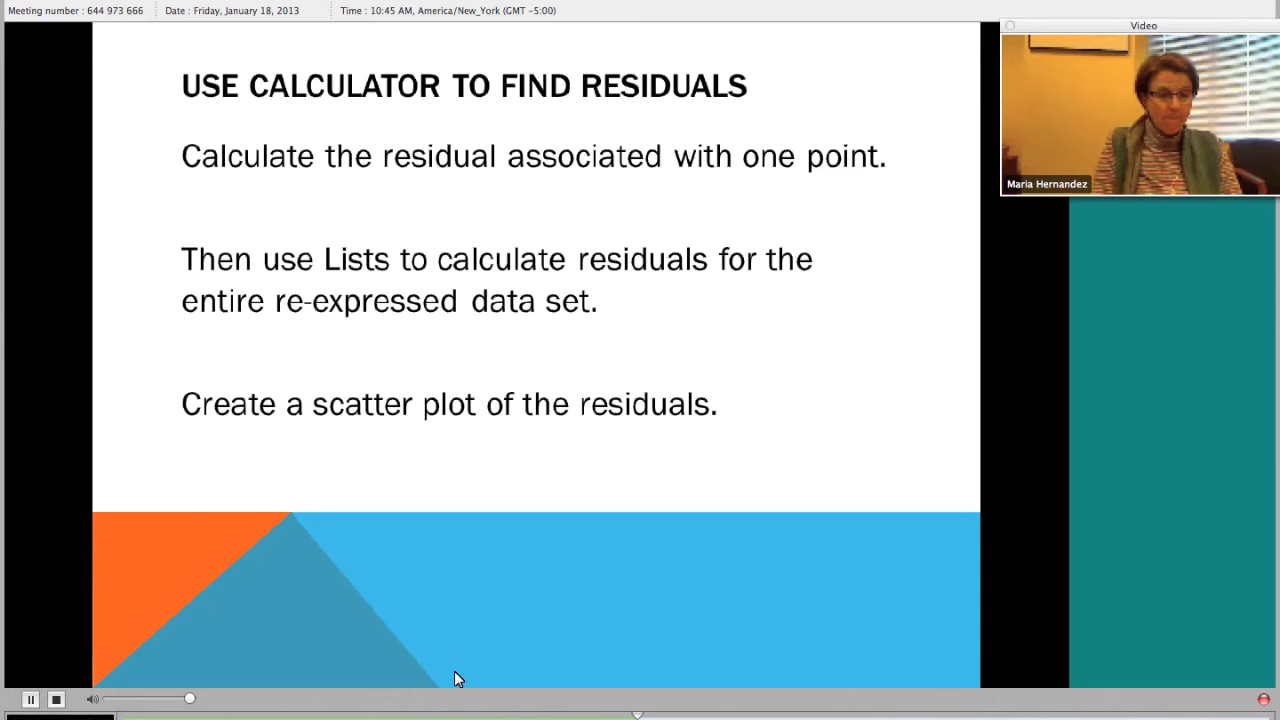 Meeting number : 644 973 666 Date : Friday, January 18, 2013 Time : 10:45 AM, America/New_York (GMT -5:00)
Video
Maria Hernandez
USE CALCULATOR TO FIND RESIDUALS
Calculate the residual associated with one point.
Then use Lists to calculate residuals for the
entire re-expressed data set.
Create a scatter plot of the residuals.